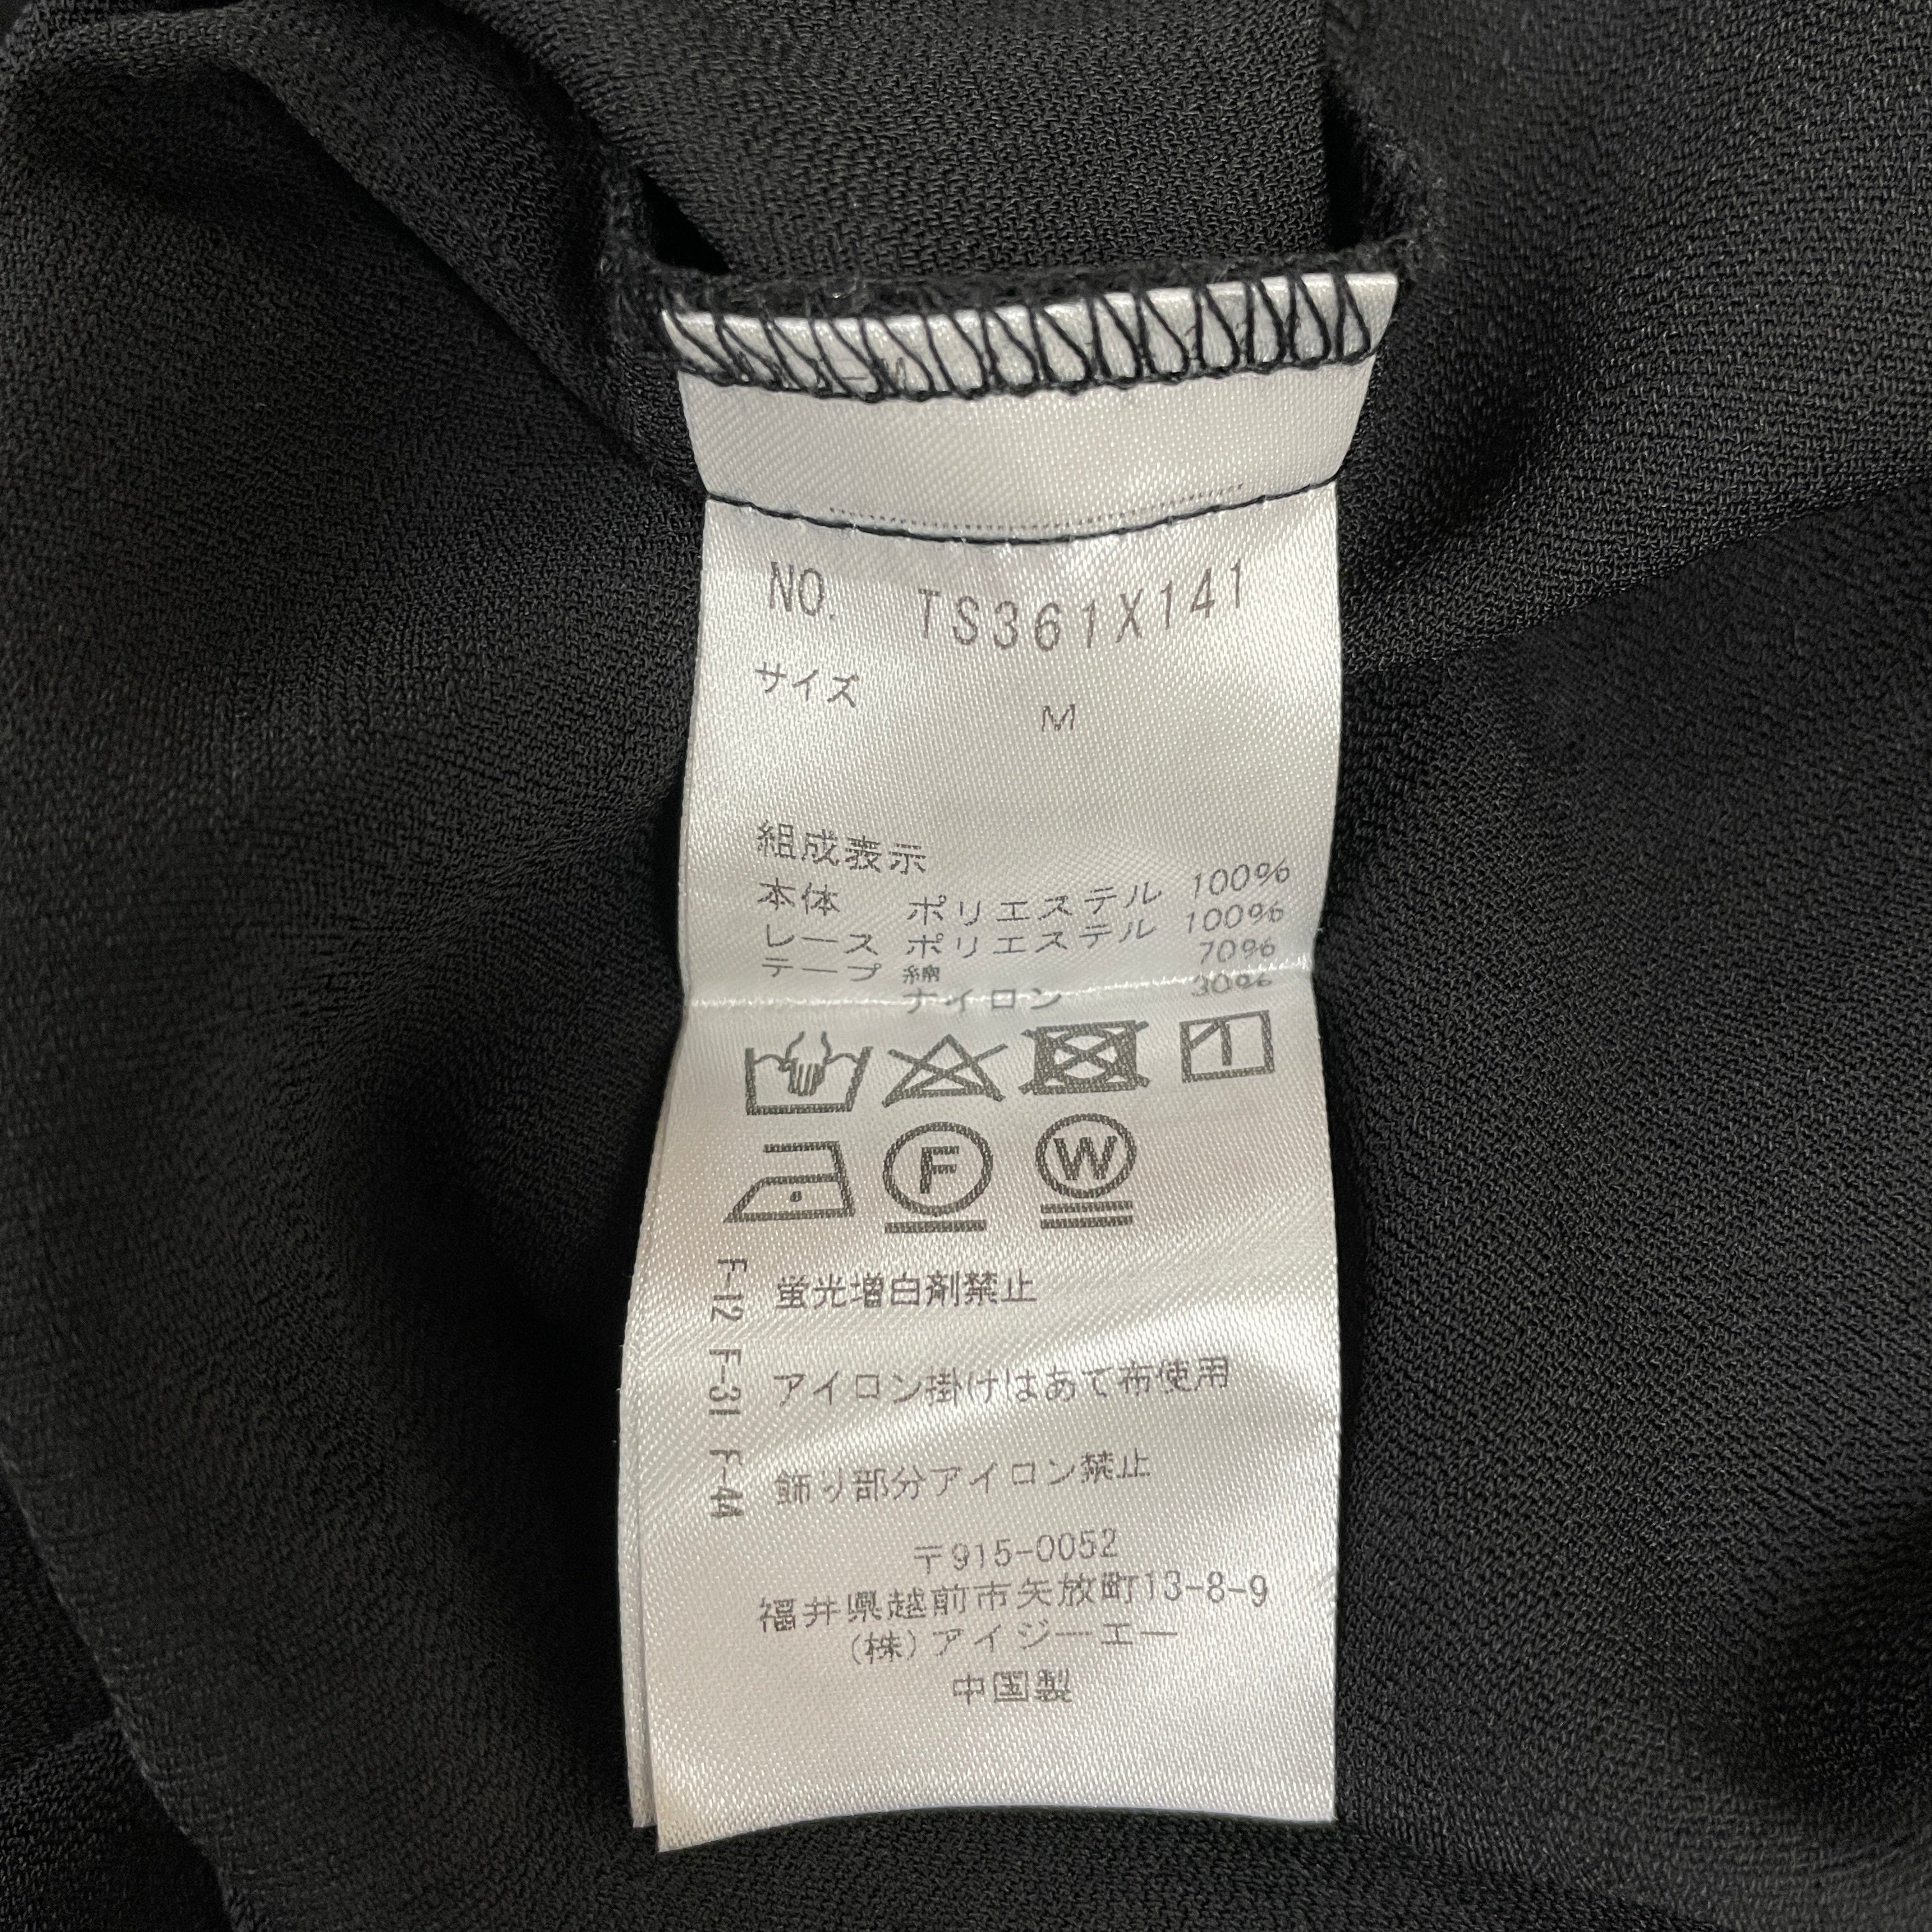 NO. TS361X141
サイズ M
組成表示
本体 ポリエステル 100%
レース ポリエステル 100%
テープ 綿 70%
ナイロン 30%
F
W
F-12 F-31 F-44
蛍光増白剤禁止
アイロン掛けはあて布使用
飾り部分アイロン禁止
〒915-0052
福井県越前市矢放町13-8-9
(株)アイジーエー
中国製